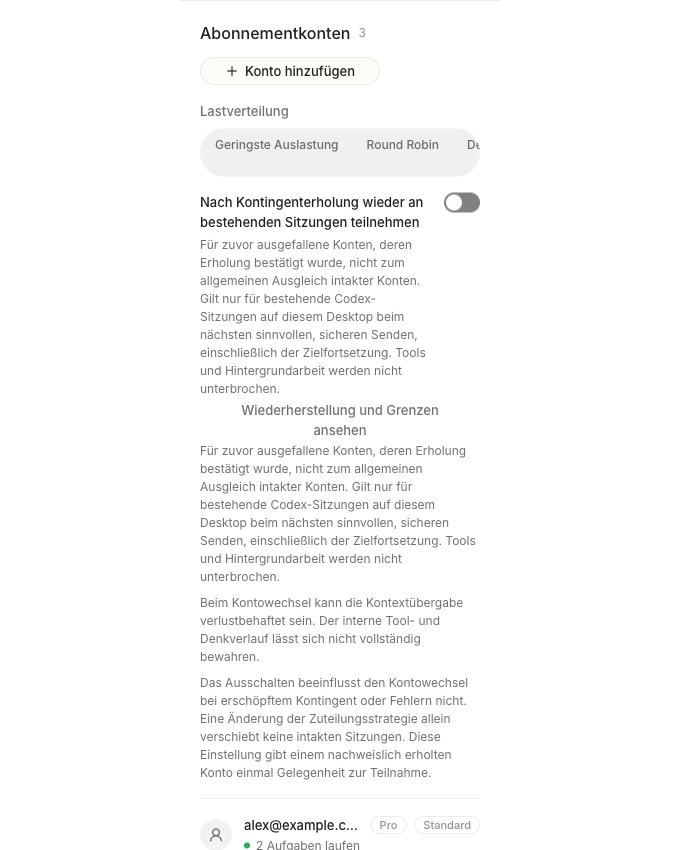 Abonnementkonten 3
Konto hinzufügen
Lastverteilung
Geringste Auslastung Round Robin
Nach Kontingenterholung wieder an
bestehenden Sitzungen teilnehmen
Für zuvor ausgefallene Konten, deren
Erholung bestätigt wurde, nicht zum
allgemeinen Ausgleich intakter Konten.
Gilt nur für bestehende Codex-
Sitzungen auf diesem Desktop beim
nächsten sinnvollen, sicheren Senden,
einschließlich der Zielfortsetzung. Tools
und Hintergrundarbeit werden nicht
unterbrochen.
Wiederherstellung und Grenzen
ansehen
Für zuvor ausgefallene Konten, deren Erholung
bestätigt wurde, nicht zum allgemeinen
Ausgleich intakter Konten. Gilt nur für
bestehende Codex-Sitzungen auf diesem
Desktop beim nächsten sinnvollen, sicheren
Senden, einschließlich der Zielfortsetzung. Tools
und Hintergrundarbeit werden nicht
unterbrochen.
Beim Kontowechsel kann die Kontextübergabe
verlustbehaftet sein. Der interne Tool- und
Denkverlauf lässt sich nicht vollständig
bewahren.
Das Ausschalten beeinflusst den Kontowechsel
bei erschöpftem Kontingent oder Fehlern nicht.
Eine Änderung der Zuteilungsstrategie allein
verschiebt keine intakten Sitzungen. Diese
Einstellung gibt einem nachweislich erholten
Konto einmal Gelegenheit zur Teilnahme.
alex@example.c... Pro Standard
2 Aufgaben laufen